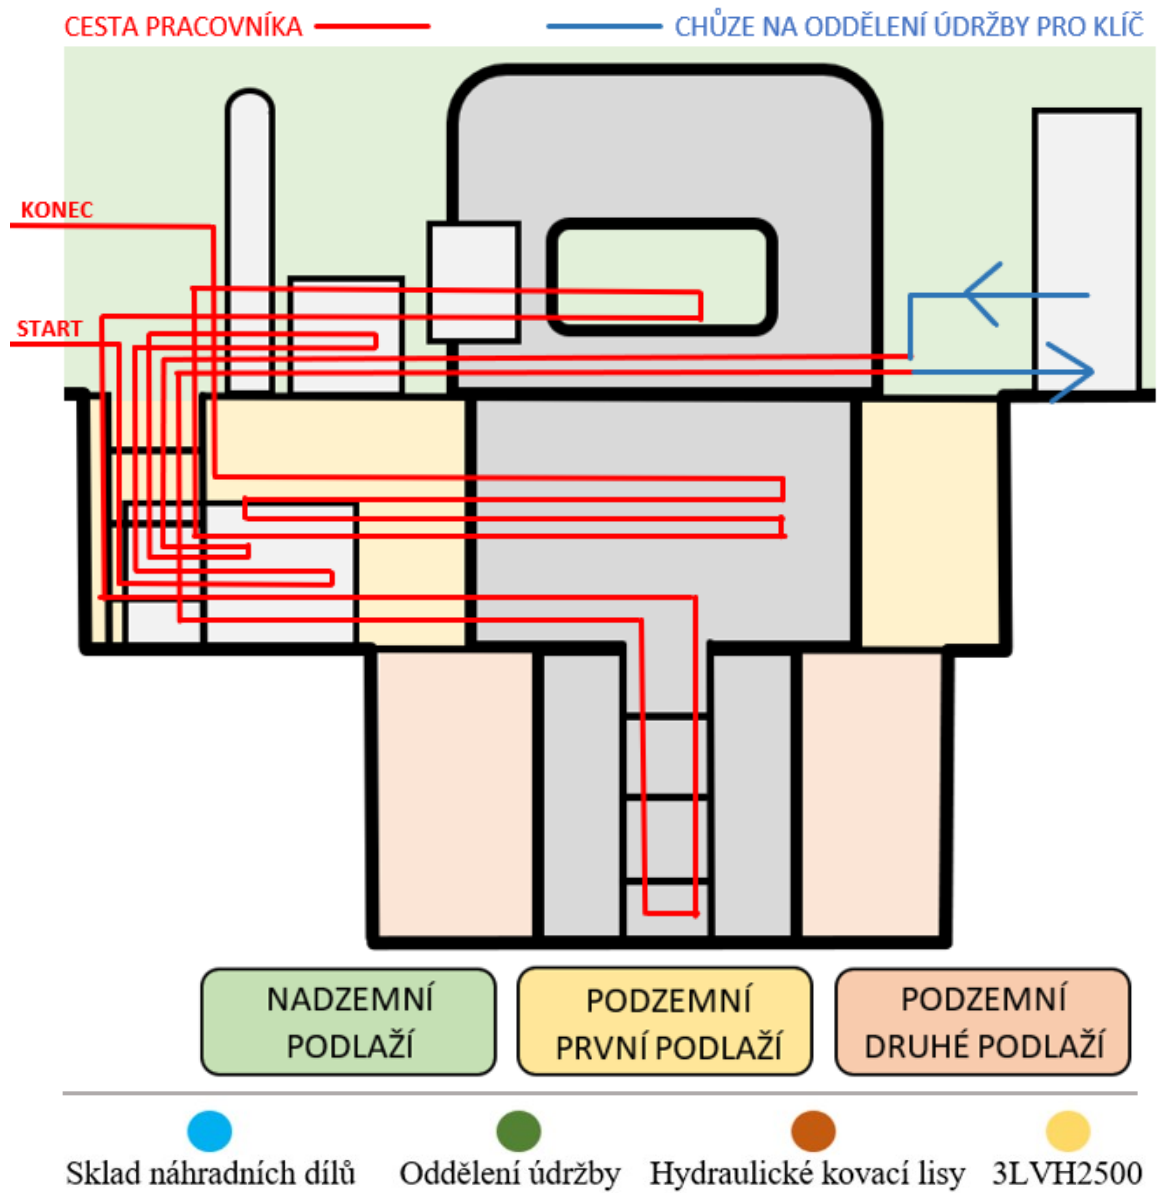 CESTA PRACOVNÍKA
CHŮZE NA ODDĚLENÍ ÚDRŽBY PRO KLÍČ
KONEC
START
NADZEMNÍ
PODLAŽÍ
PODZEMNÍ
PRVNÍ PODLAŽÍ
PODZEMNÍ
DRUHÉ PODLAŽÍ
Sklad náhradních dílů
Oddělení údržby
Hydraulické kovací lisy
3LVH2500